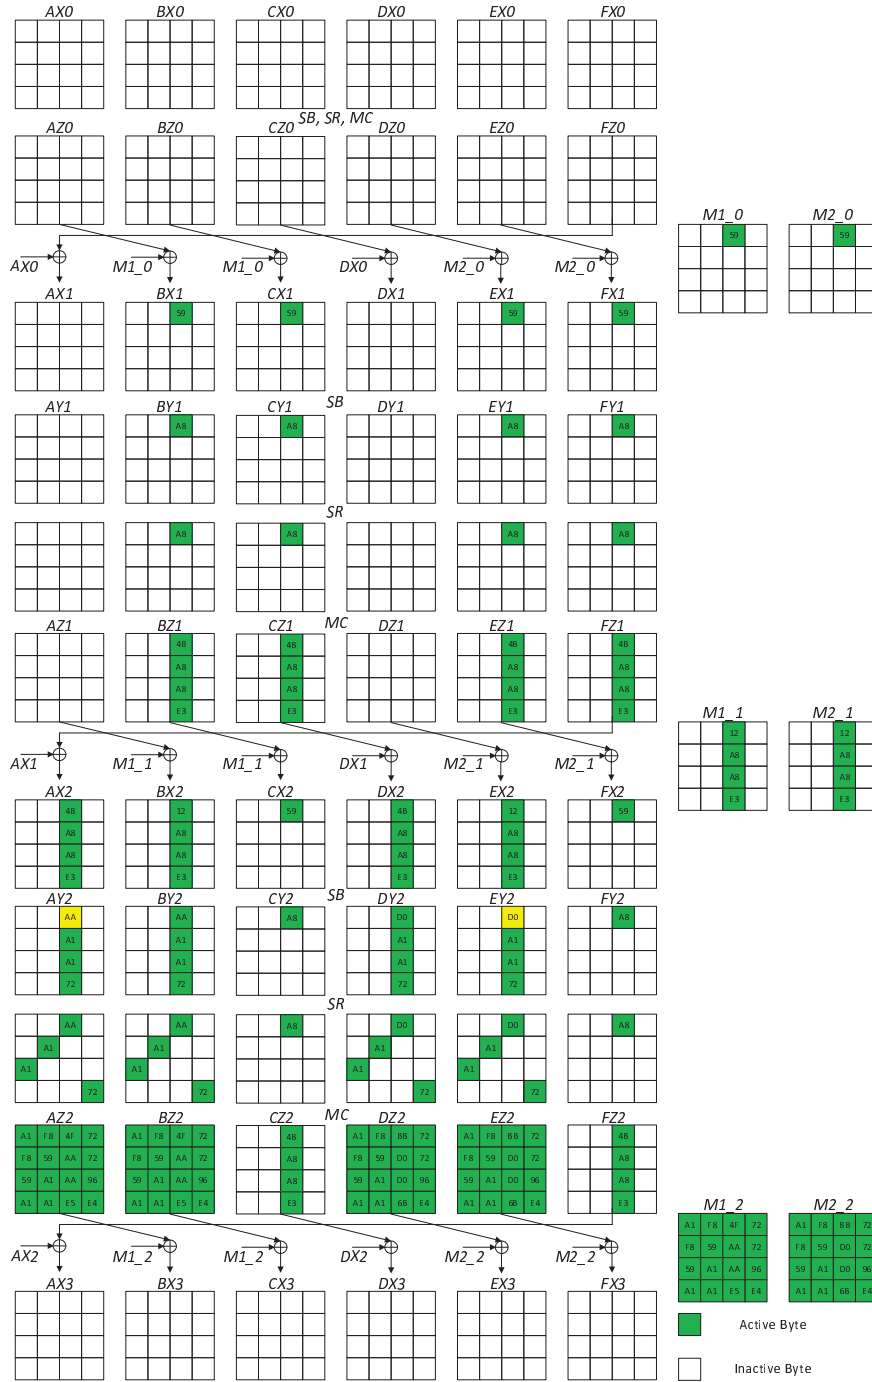 AX0 BX0 CX0 DX0 EX0 FX0
SB, SR, MC
AZ0 BZ0 CZ0 DZ0 EZ0 FZ0
M1_0 M2_0
59 59
AX0 M1_0 M1_0 DX0 M2_0 M2_0
AX1 BX1 CX1 DX1 EX1 FX1
59 59 59 59
SB
AY1 BY1 CY1 DY1 EY1 FY1
A8 A8 A8 A8
SR
A8 A8 A8 A8
MC
AZ1 BZ1 CZ1 DZ1 EZ1 FZ1
4B 4B 4B 4B
A8 A8 A8 A8
A8 A8 A8 A8
E3 E3 E3 E3
M1_1 M2_1
12 12
A8 A8
A8 A8
E3 E3
AX1 M1_1 M1_1 DX1 M2_1 M2_1
AX2 BX2 CX2 DX2 EX2 FX2
4B 12 59 4B 12 59
A8 A8 A8 A8
A8 A8 A8 A8
E3 E3 E3 E3
SB
AY2 BY2 CY2 DY2 EY2 FY2
AA AA A8 D0 D0 A8
A1 A1 A1 A1
A1 A1 A1 A1
72 72 72 72
SR
AA AA A8 D0 D0 A8
A1 A1 A1 A1
A1 A1 A1 A1
72 72 72 72
MC
AZ2 BZ2 CZ2 DZ2 EZ2 FZ2
A1 F8 4F 72 A1 F8 4F 72 4B A1 F8 BB 72 A1 F8 BB 72 4B
F8 59 AA 72 F8 59 AA 72 A8 F8 59 D0 72 F8 59 D0 72 A8
59 A1 AA 96 59 A1 AA 96 A8 59 A1 D0 96 59 A1 D0 96 A8
A1 A1 E5 E4 A1 A1 E5 E4 E3 A1 A1 6B E4 A1 A1 6B E4 E3
M1_2 M2_2
A1 F8 4F 72 A1 F8 BB 72
F8 59 AA 72 F8 59 D0 72
59 A1 AA 96 59 A1 D0 96
A1 A1 E5 E4 A1 A1 6B E4
AX2 M1_2 M1_2 DX2 M2_2 M2_2
AX3 BX3 CX3 DX3 EX3 FX3
Active Byte
Inactive Byte